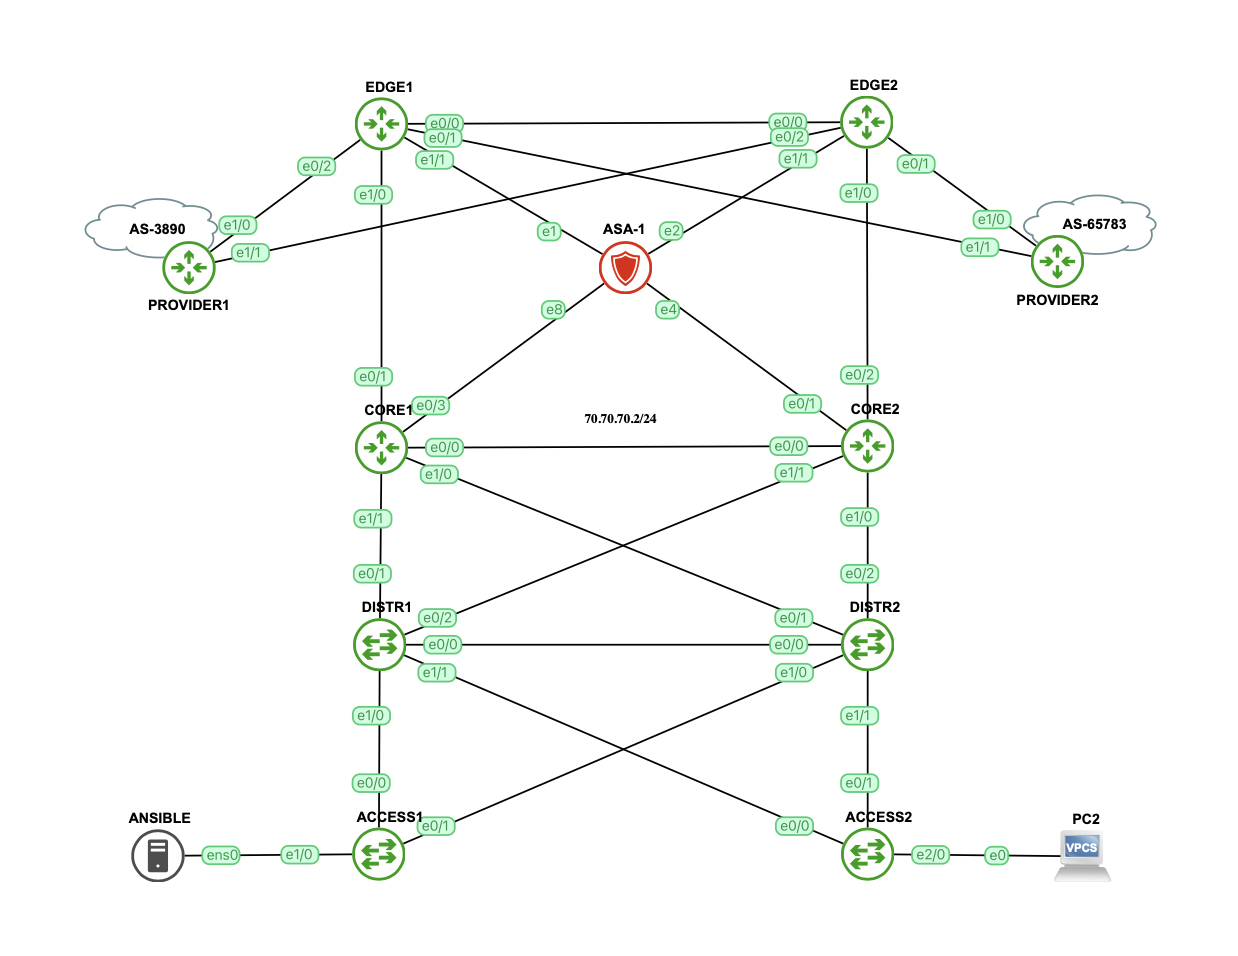 EDGE1
EDGE2
e0/0
e0/0
e0/1
e0/2
e1/1
e1/1
e0/2
e0/1
e1/0
e1/0
AS-3890
e1/0
e1/1
PROVIDER1
e1
e2
ASA-1
e8
e4
AS-65783
e1/0
e1/1
PROVIDER2
e0/1
e0/2
CORE1
e0/3
e0/1
CORE2
70.70.70.2/24
e0/0
e0/0
e1/0
e1/1
e1/1
e1/0
e0/1
e0/2
DISTR1
e0/2
e0/1
DISTR2
e0/0
e0/0
e1/1
e1/0
e1/0
e1/1
e0/0
e0/1
ANSIBLE
ACCESS1
e0/1
e0/0
ACCESS2
PC2
ens0
e1/0
e2/0
e0
VPCS